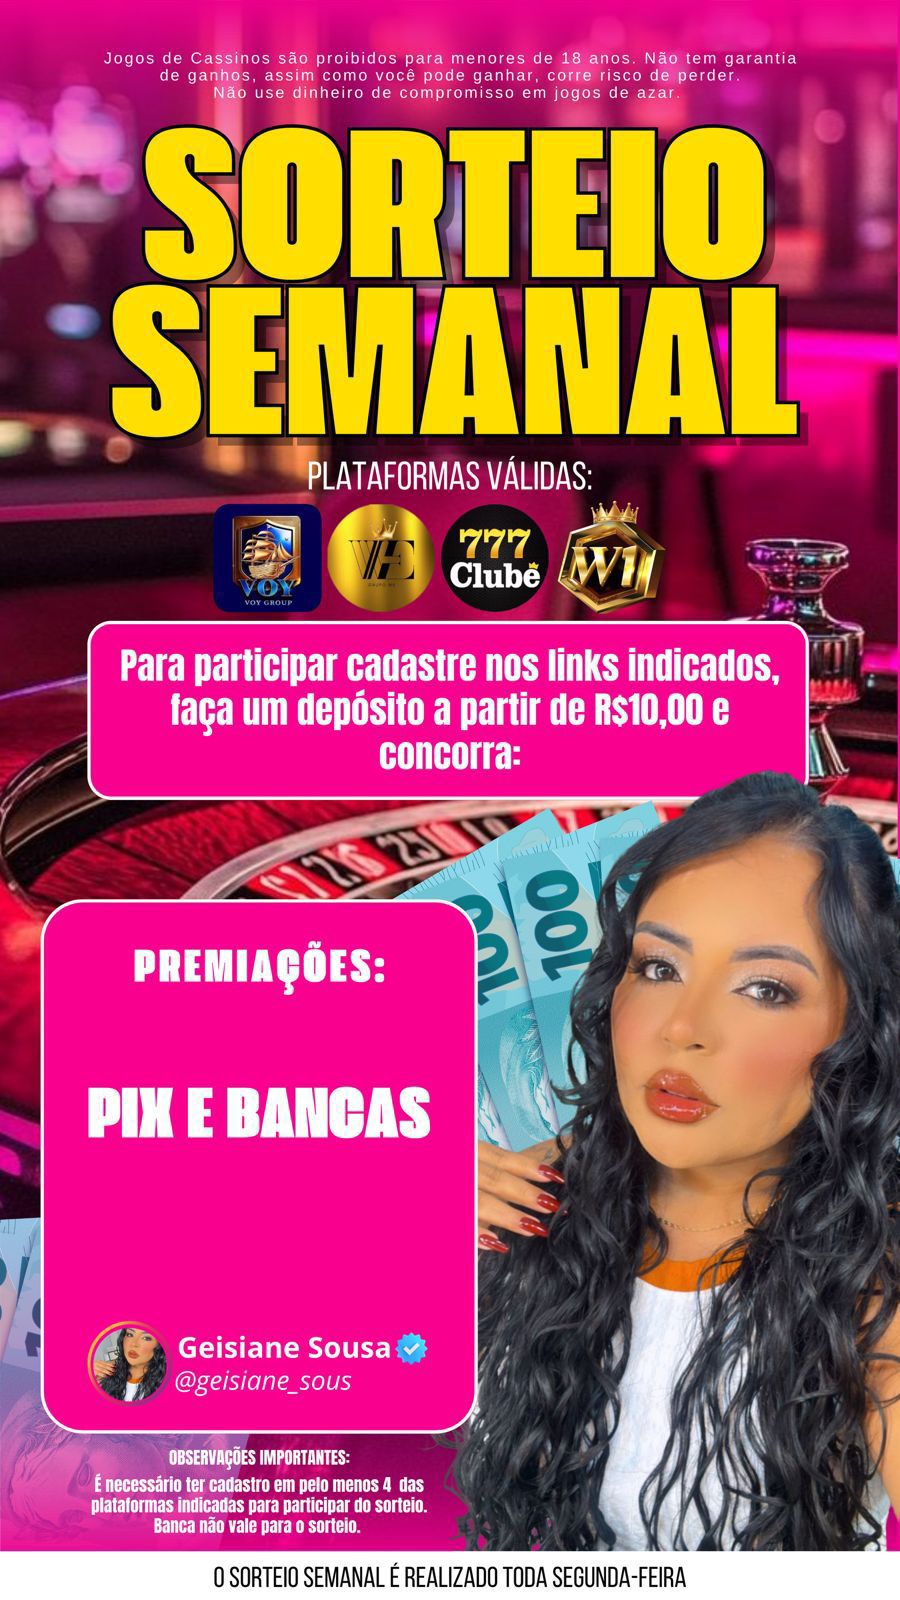 Jogos de Cassinos são proibidos para menores de 18 anos. Não tem garantia
de ganhos, assim como você pode ganhar, corre risco de perder.
Não use dinheiro de compromisso em jogos de azar.
SORTEIO
SEMANAL
PLATAFORMAS VÁLIDAS:
VOY
VOY GROUP
WE
777
Clube
W1
Para participar cadastre nos links indicados,
faça um depósito a partir de R$10,00 e
concorra:
100
100
PREMIAÇÕES:
PIX E BANCAS
Geisiane Sousa
@geisiane_sous
OBSERVAÇÕES IMPORTANTES:
É necessário ter cadastro em pelo menos 4 das
plataformas indicadas para participar do sorteio.
Banca não vale para o sorteio.
O SORTEIO SEMANAL É REALIZADO TODA SEGUNDA-FEIRA